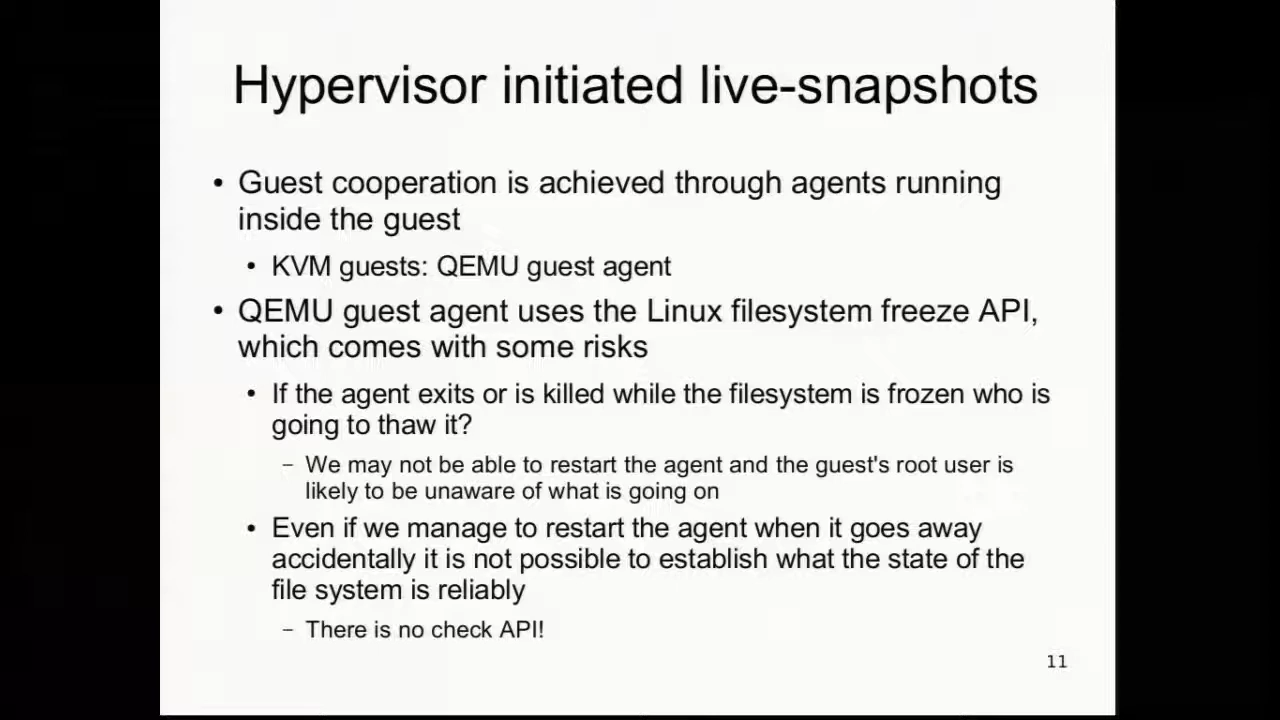 Hypervisor initiated live-snapshots
• Guest cooperation is achieved through agents running
inside the guest
• KVM guests: QEMU guest agent
• QEMU guest agent uses the Linux filesystem freeze API,
which comes with some risks
• If the agent exits or is killed while the filesystem is frozen who is
going to thaw it?
– We may not be able to restart the agent and the guest's root user is
likely to be unaware of what is going on
• Even if we manage to restart the agent when it goes away
accidentally it is not possible to establish what the state of the
file system is reliably
– There is no check API!
11